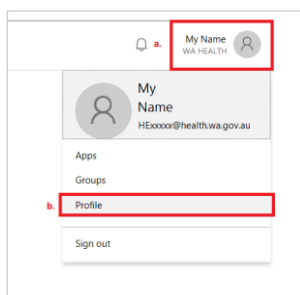 a.
My Name
WA HEALTH
My
Name
HExxxxx@health.wa.gov.au
Apps
Groups
b. Profile
Sign out